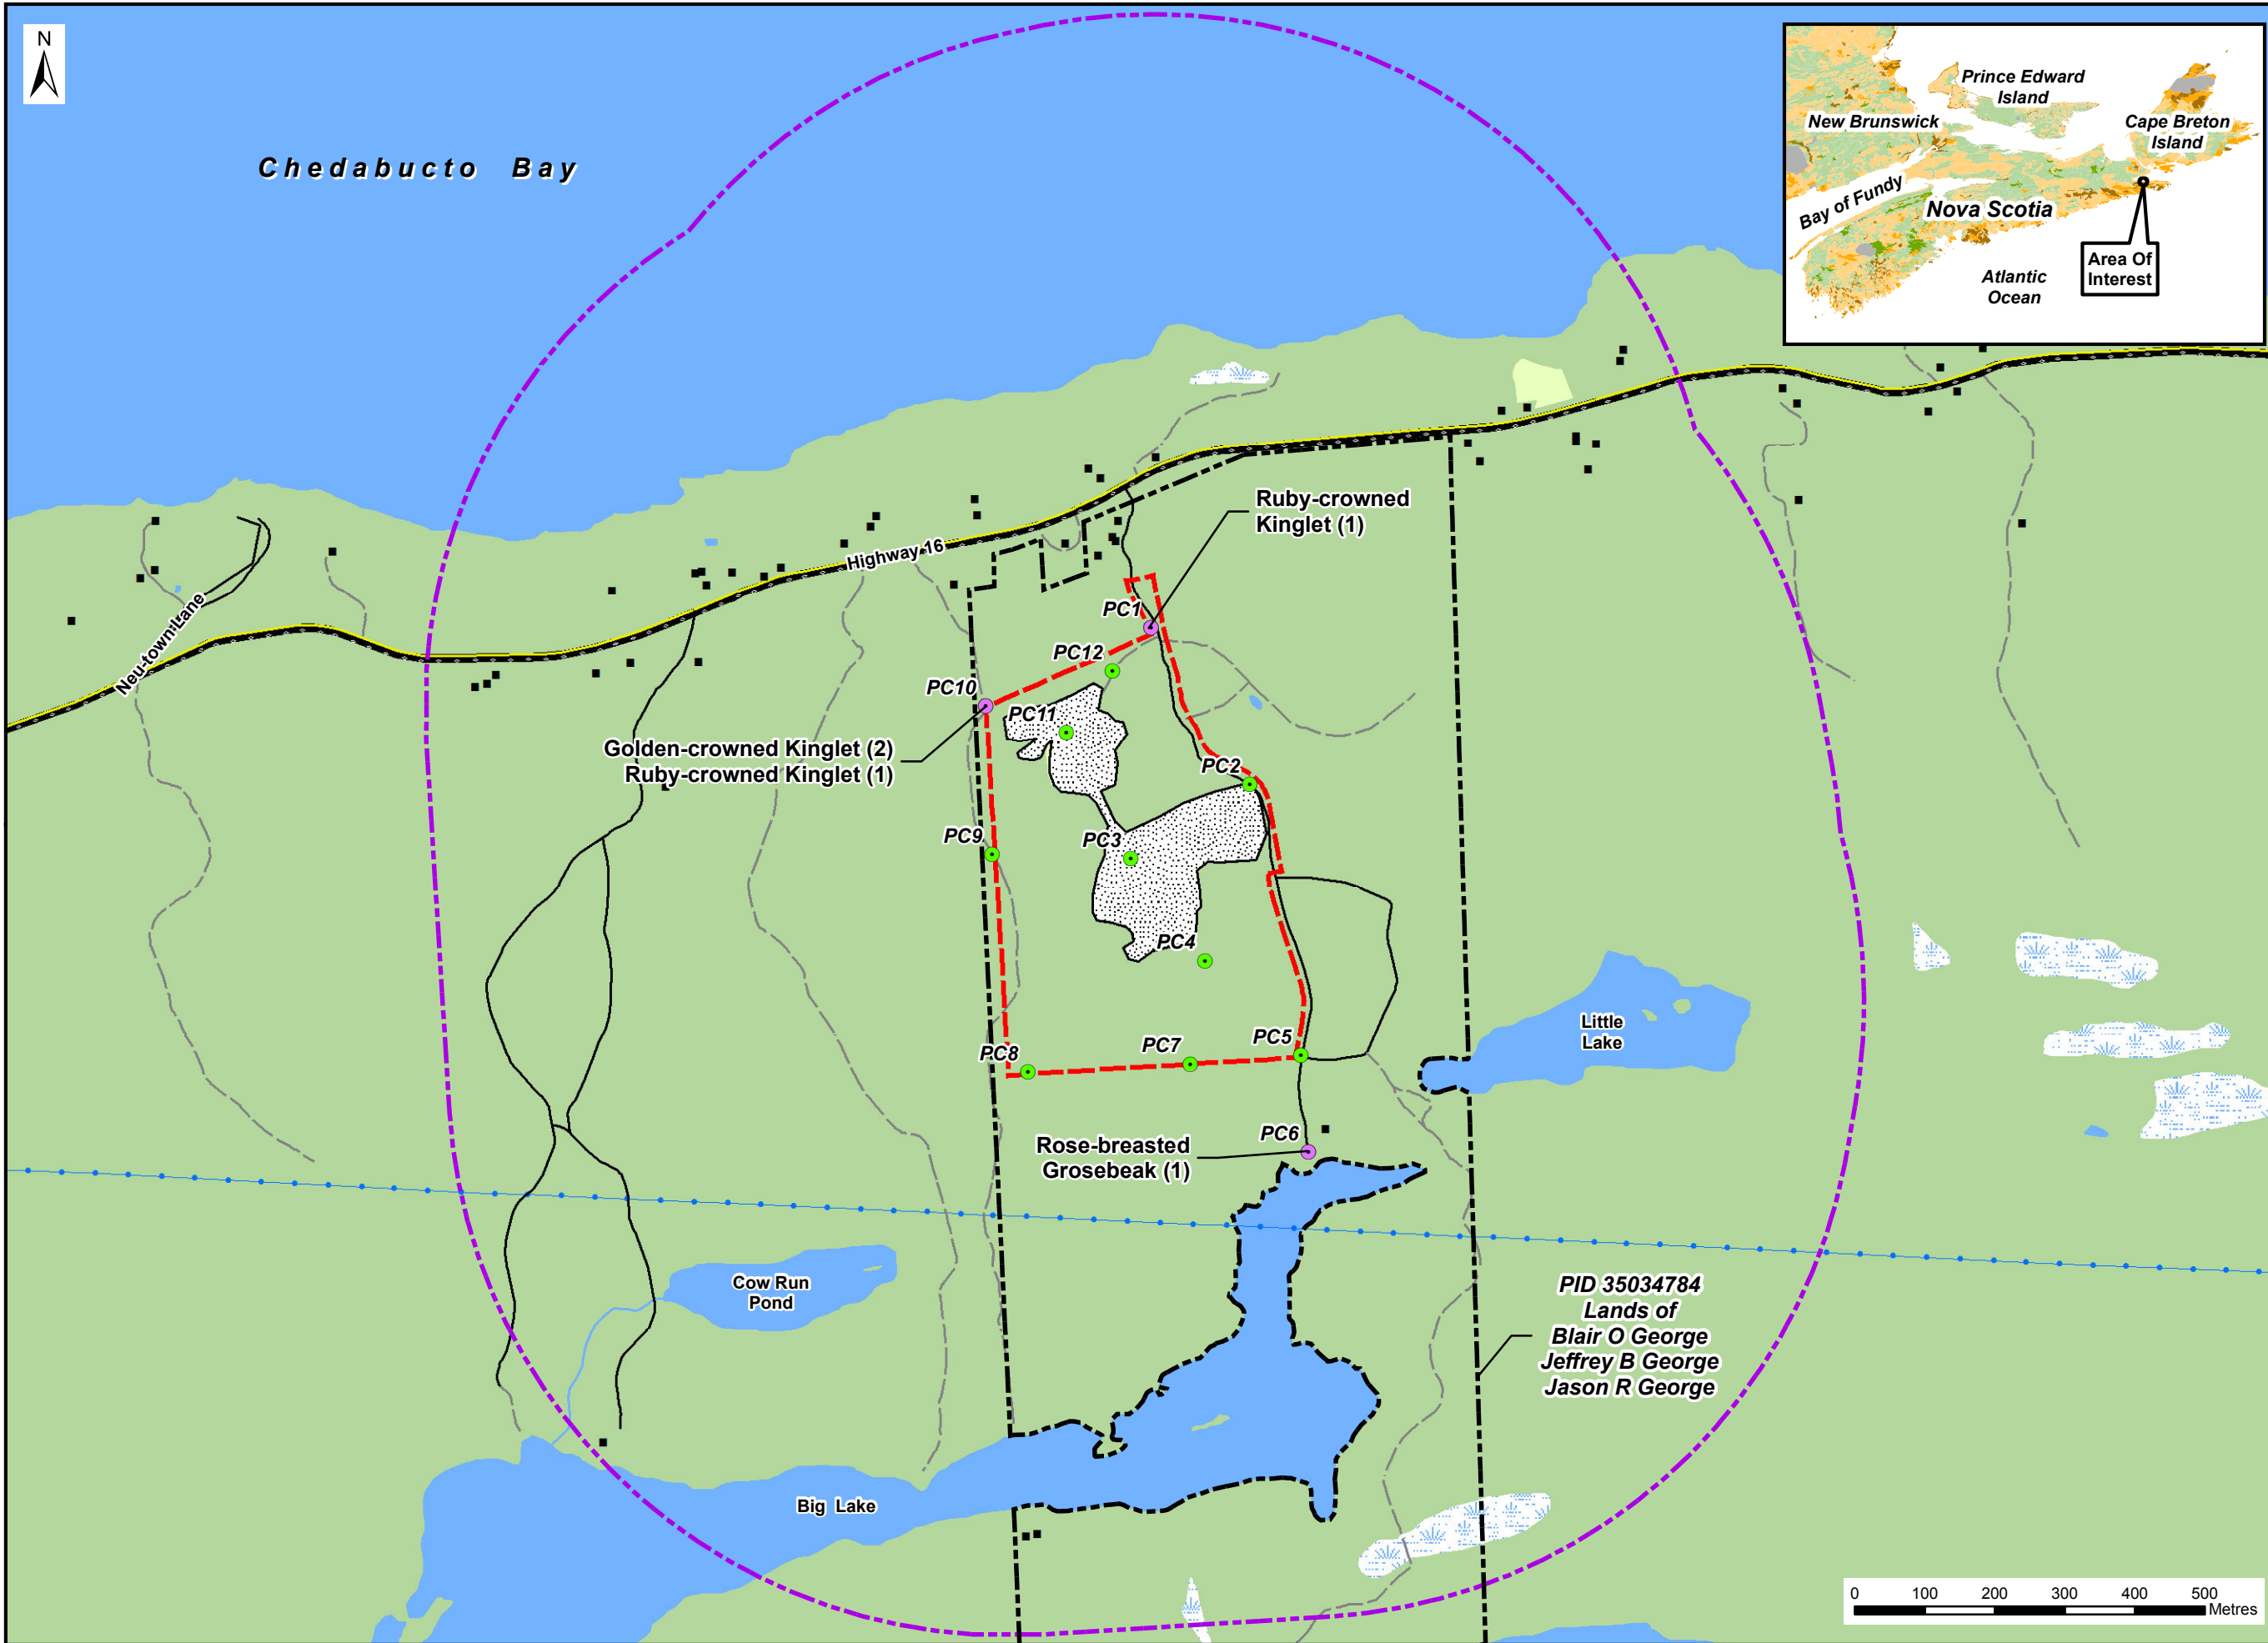 N
Chedabucto Bay
Prince Edward
Island
New Brunswick
Cape Breton
Island
Bay of Fundy
Nova Scotia
Area Of
Interest
Atlantic
Ocean
Ruby-crowned
Kinglet (1)
Highway 16
Neu-town Lane
PC1
PC12
PC10
PC11
Golden-crowned Kinglet (2)
Ruby-crowned Kinglet (1)
PC2
PC9
PC3
PC4
Little
Lake
PC5
PC7
PC8
PC6
Rose-breasted
Grosebeak (1)
Cow Run
Pond
PID 35034784
Lands of
Blair O George
Jeffrey B George
Jason R George
Big Lake
0 100 200 300 400 500
Metres